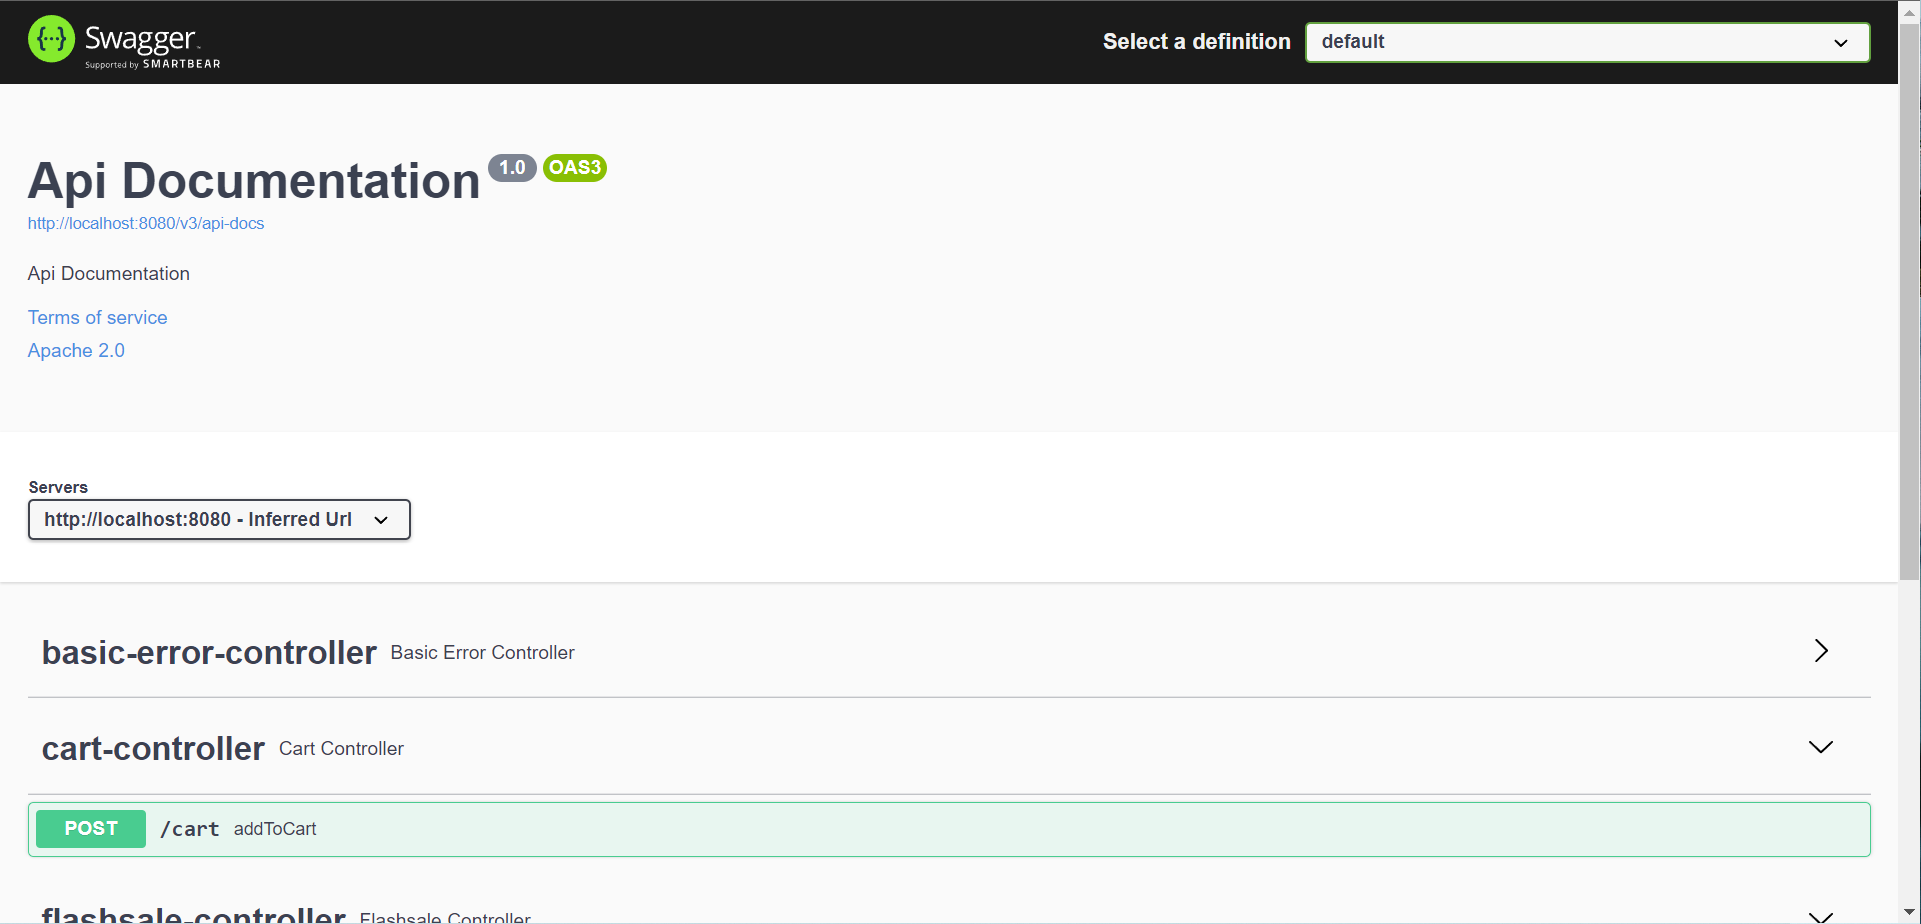 Swagger
Supported by SMARTBEAR
Select a definition
default
Api Documentation 1.0 OAS3
http://localhost:8080/v3/api-docs
Api Documentation
Terms of service
Apache 2.0
Servers
http://localhost:8080 - Inferred Url
basic-error-controller Basic Error Controller
cart-controller Cart Controller
POST /cart addToCart
flashsale-controller Flashsale Controller